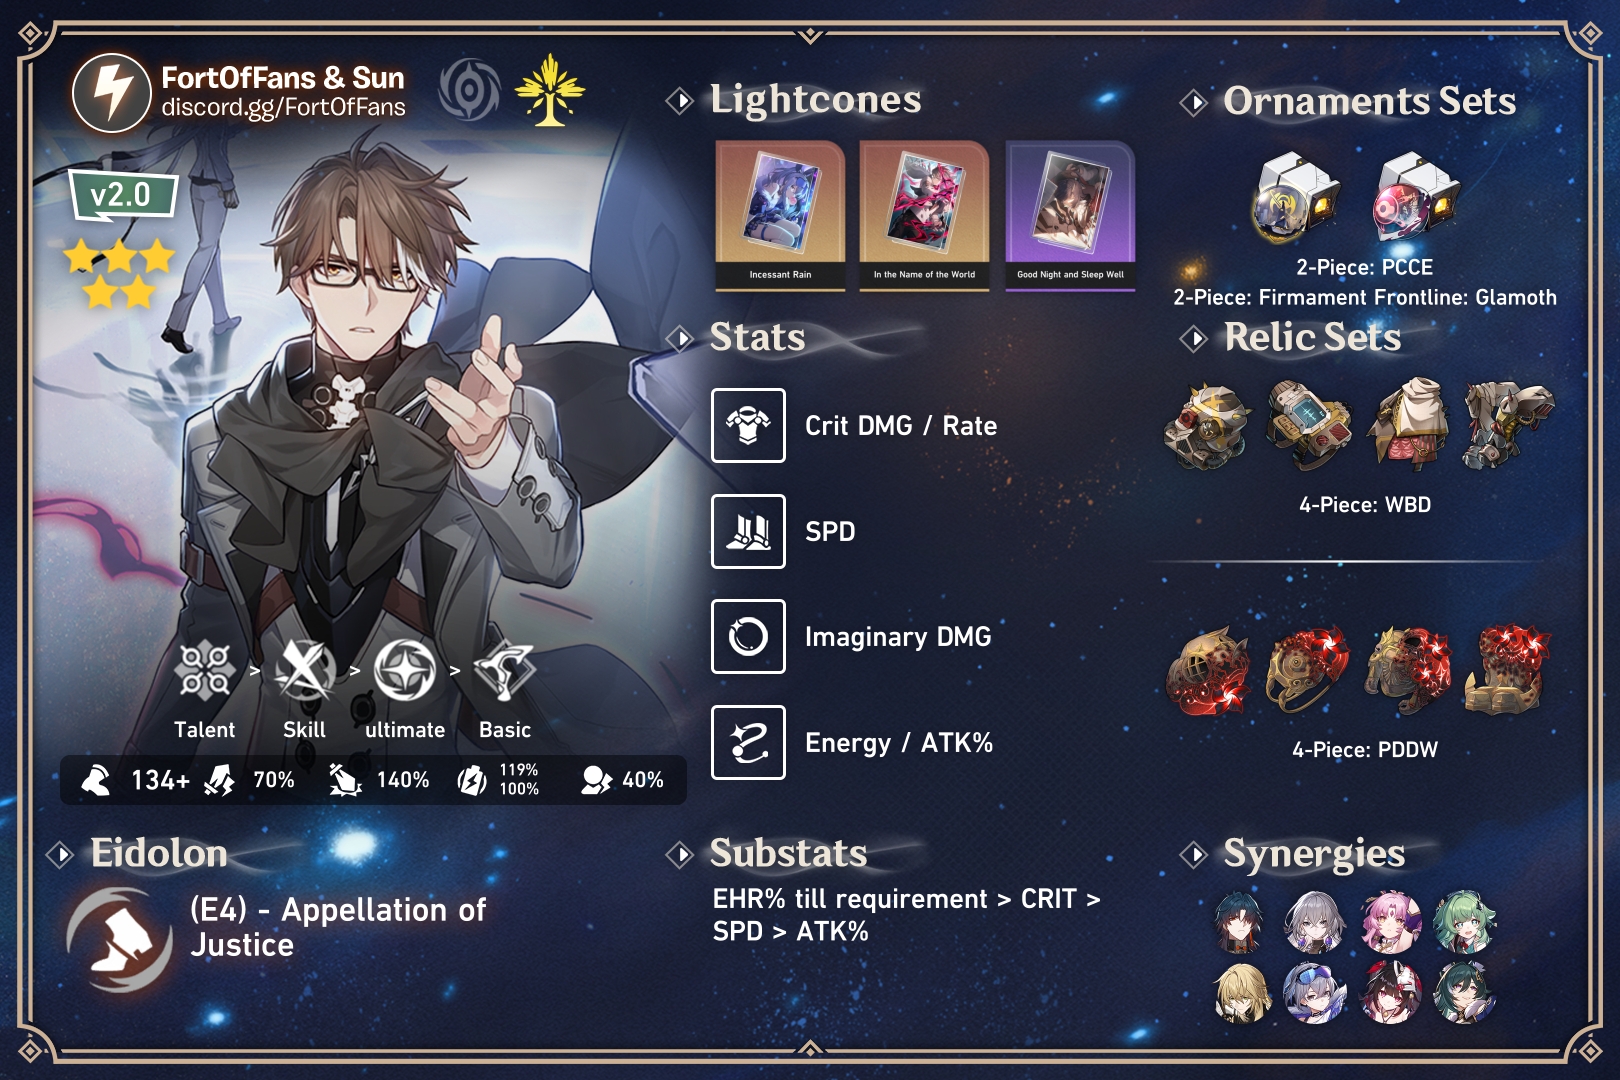 FortOfFans & Sun
discord.gg/FortOfFans
v2.0
Talent > Skill > ultimate > Basic
134+ 70% 140% 119% 100% 40%
Eidolon
(E4) - Appellation of
Justice
Lightcones
Incessant Rain
In the Name of the World
Good Night and Sleep Well
Stats
Crit DMG / Rate
SPD
Imaginary DMG
Energy / ATK%
Substats
EHR% till requirement > CRIT >
SPD > ATK%
Ornaments Sets
2-Piece: PCCE
2-Piece: Firmament Frontline: Glamoth
Relic Sets
4-Piece: WBD
4-Piece: PDDW
Synergies